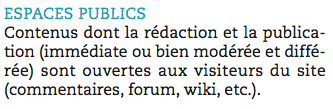 ESPACES PUBLICS
Contenus dont la rédaction et la publica-
tion (immédiate ou bien modérée et diffé-
rée) sont ouvertes aux visiteurs du site
(commentaires, forum, wiki, etc.).